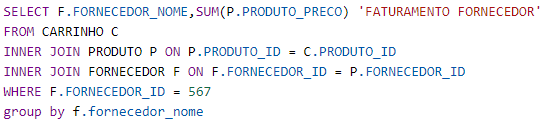 SELECT F.FORNECEDOR_NOME,SUM(P.PRODUTO_PRECO) 'FATURAMENTO FORNECEDOR'
FROM CARRINHO C
INNER JOIN PRODUTO P ON P.PRODUTO_ID = C.PRODUTO_ID
INNER JOIN FORNECEDOR F ON F.FORNECEDOR_ID = P.FORNECEDOR_ID
WHERE F.FORNECEDOR_ID = 567
group by f.fornecedor_nome